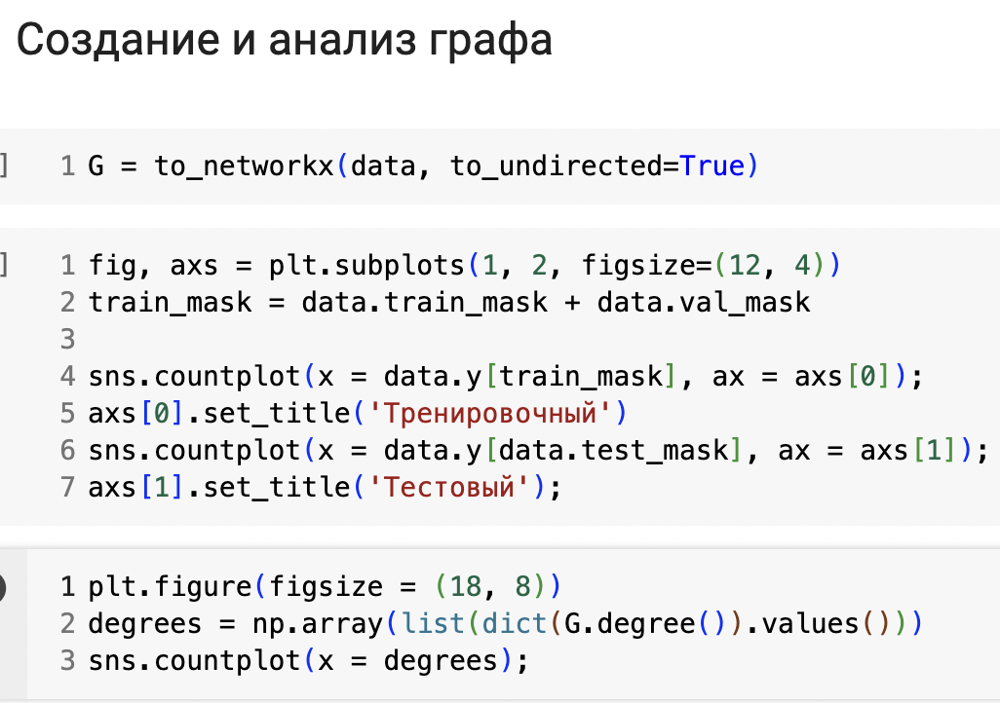 Создание и анализ графа
]
1 G = to_networkx(data, to_undirected=True)
]
1 fig, axs = plt.subplots(1, 2, figsize=(12, 4))
2 train_mask = data.train_mask + data.val_mask
3
4 sns.countplot(x = data.y[train_mask], ax = axs[0]);
5 axs[0].set_title('Тренировочный')
6 sns.countplot(x = data.y[data.test_mask], ax = axs[1]);
7 axs[1].set_title('Тестовый');
1 plt.figure(figsize = (18, 8))
2 degrees = np.array(list(dict(G.degree()).values()))
3 sns.countplot(x = degrees);